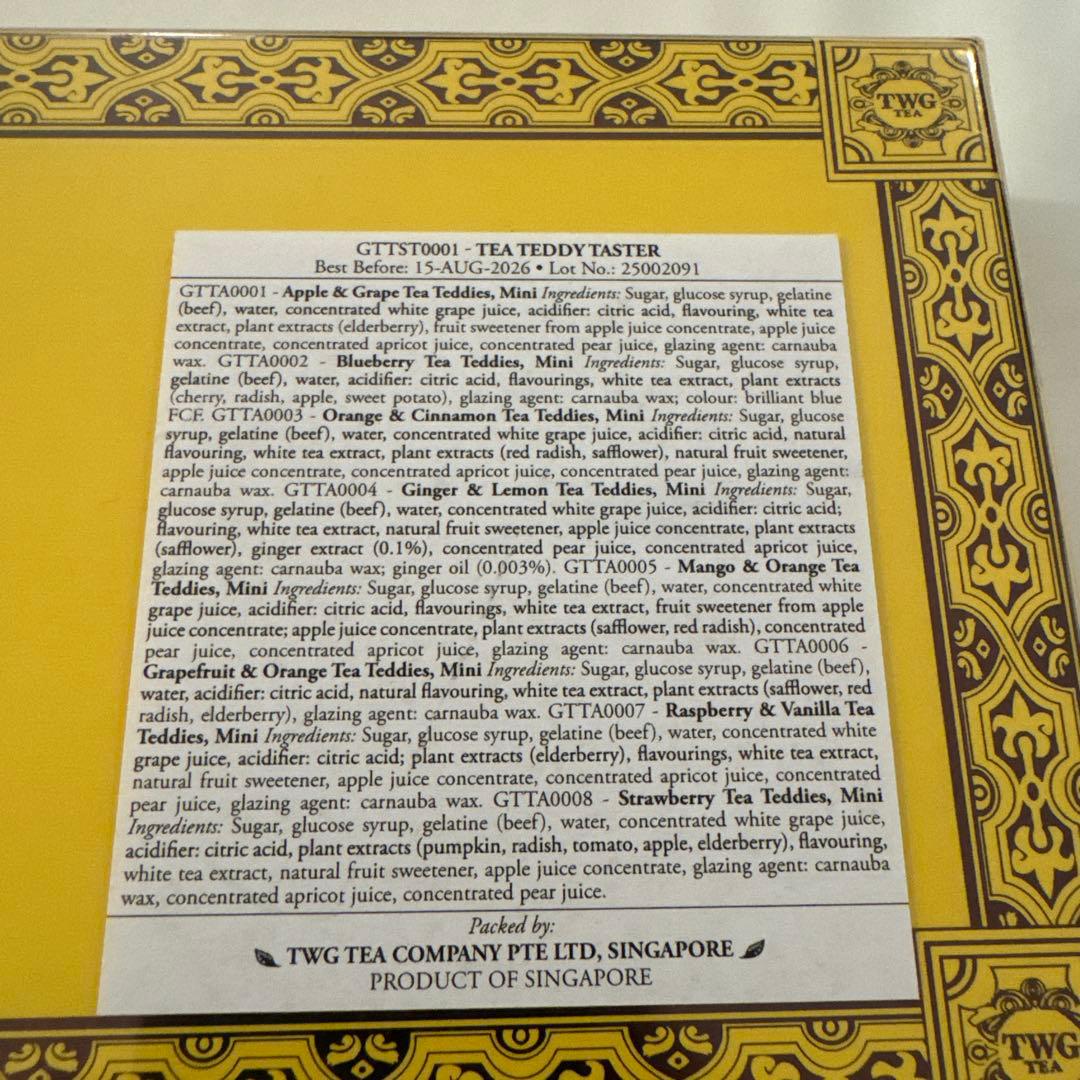 TWG
TEA
GTTST0001 - TEA TEDDY TASTER
Best Before: 15-AUG-2026 • Lot No.: 25002091
GTTA0001 - Apple & Grape Tea Teddies, Mini Ingredients: Sugar, glucose syrup, gelatine
(beef), water, concentrated white grape juice, acidifier: citric acid, flavouring, white tea
extract, plant extracts (elderberry), fruit sweetener from apple juice concentrate, apple juice
concentrate, concentrated apricot juice, concentrated pear juice, glazing agent: carnauba
wax. GTTA0002 - Blueberry Tea Teddies, Mini Ingredients: Sugar, glucose syrup,
gelatine (beef), water, acidifier: citric acid, flavourings, white tea extract, plant extracts
(cherry, radish, apple, sweet potato), glazing agent: carnauba wax; colour: brilliant blue
FCF. GTTA0003 - Orange & Cinnamon Tea Teddies, Mini Ingredients: Sugar, glucose
syrup, gelatine (beef), water, concentrated white grape juice, acidifier: citric acid, natural
flavouring, white tea extract, plant extracts (red radish, safflower), natural fruit sweetener,
apple juice concentrate, concentrated apricot juice, concentrated pear juice, glazing agent:
carnauba wax. GTTA0004 - Ginger & Lemon Tea Teddies, Mini Ingredients: Sugar,
glucose syrup, gelatine (beef), water, concentrated white grape juice, acidifier: citric acid;
flavouring, white tea extract, natural fruit sweetener, apple juice concentrate, plant extracts
(safflower), ginger extract (0.1%), concentrated pear juice, concentrated apricot juice,
glazing agent: carnauba wax; ginger oil (0.003%). GTTA0005 - Mango & Orange Tea
Teddies, Mini Ingredients: Sugar, glucose syrup, gelatine (beef), water, concentrated white
grape juice, acidifier: citric acid, flavourings, white tea extract, fruit sweetener from apple
juice concentrate; apple juice concentrate, plant extracts (safflower, red radish), concentrated
pear juice, concentrated apricot juice, glazing agent: carnauba wax. GTTA0006 -
Grapefruit & Orange Tea Teddies, Mini Ingredients: Sugar, glucose syrup, gelatine (beef),
water, acidifier: citric acid, natural flavouring, white tea extract, plant extracts (safflower, red
radish, elderberry), glazing agent: carnauba wax. GTTA0007 - Raspberry & Vanilla Tea
Teddies, Mini Ingredients: Sugar, glucose syrup, gelatine (beef), water, concentrated white
grape juice, acidifier: citric acid; plant extracts (elderberry), flavourings, white tea extract,
natural fruit sweetener, apple juice concentrate, concentrated apricot juice, concentrated
pear juice, glazing agent: carnauba wax. GTTA0008 - Strawberry Tea Teddies, Mini
Ingredients: Sugar, glucose syrup, gelatine (beef), water, concentrated white grape juice,
acidifier: citric acid, plant extracts (pumpkin, radish, tomato, apple, elderberry), flavouring,
white tea extract, natural fruit sweetener, apple juice concentrate, glazing agent: carnauba
wax, concentrated apricot juice, concentrated pear juice.
Packed by:
TWG TEA COMPANY PTE LTD, SINGAPORE
PRODUCT OF SINGAPORE
TWG
TEA